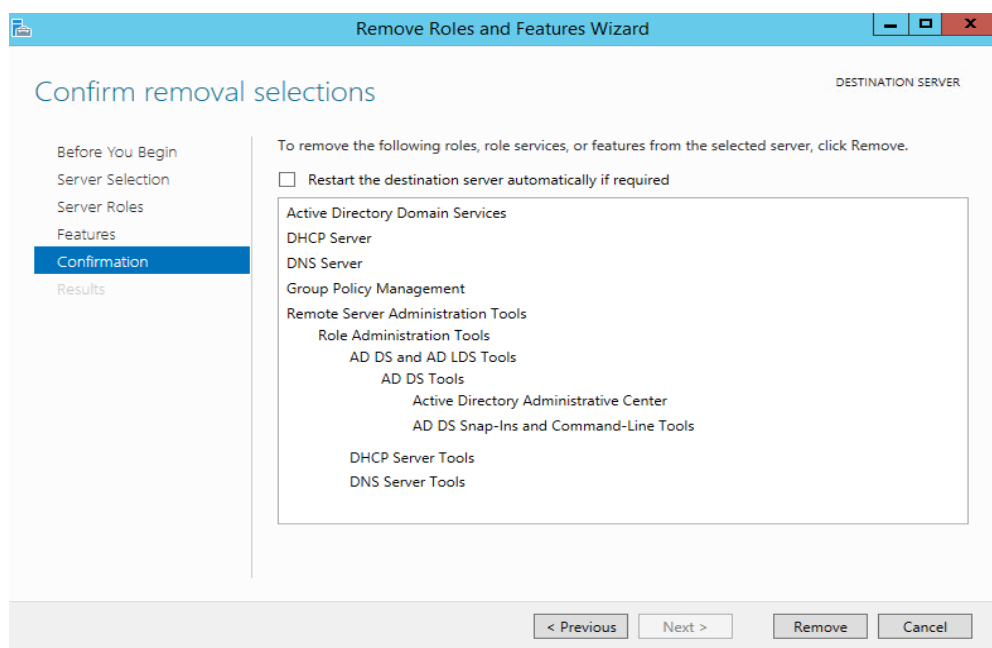 Remove Roles and Features Wizard
Confirm removal selections
DESTINATION SERVER
Before You Begin
Server Selection
Server Roles
Features
Confirmation
Results
To remove the following roles, role services, or features from the selected server, click Remove.
Restart the destination server automatically if required
Active Directory Domain Services
DHCP Server
DNS Server
Group Policy Management
Remote Server Administration Tools
Role Administration Tools
AD DS and AD LDS Tools
AD DS Tools
Active Directory Administrative Center
AD DS Snap-Ins and Command-Line Tools
DHCP Server Tools
DNS Server Tools
< Previous
Next >
Remove
Cancel